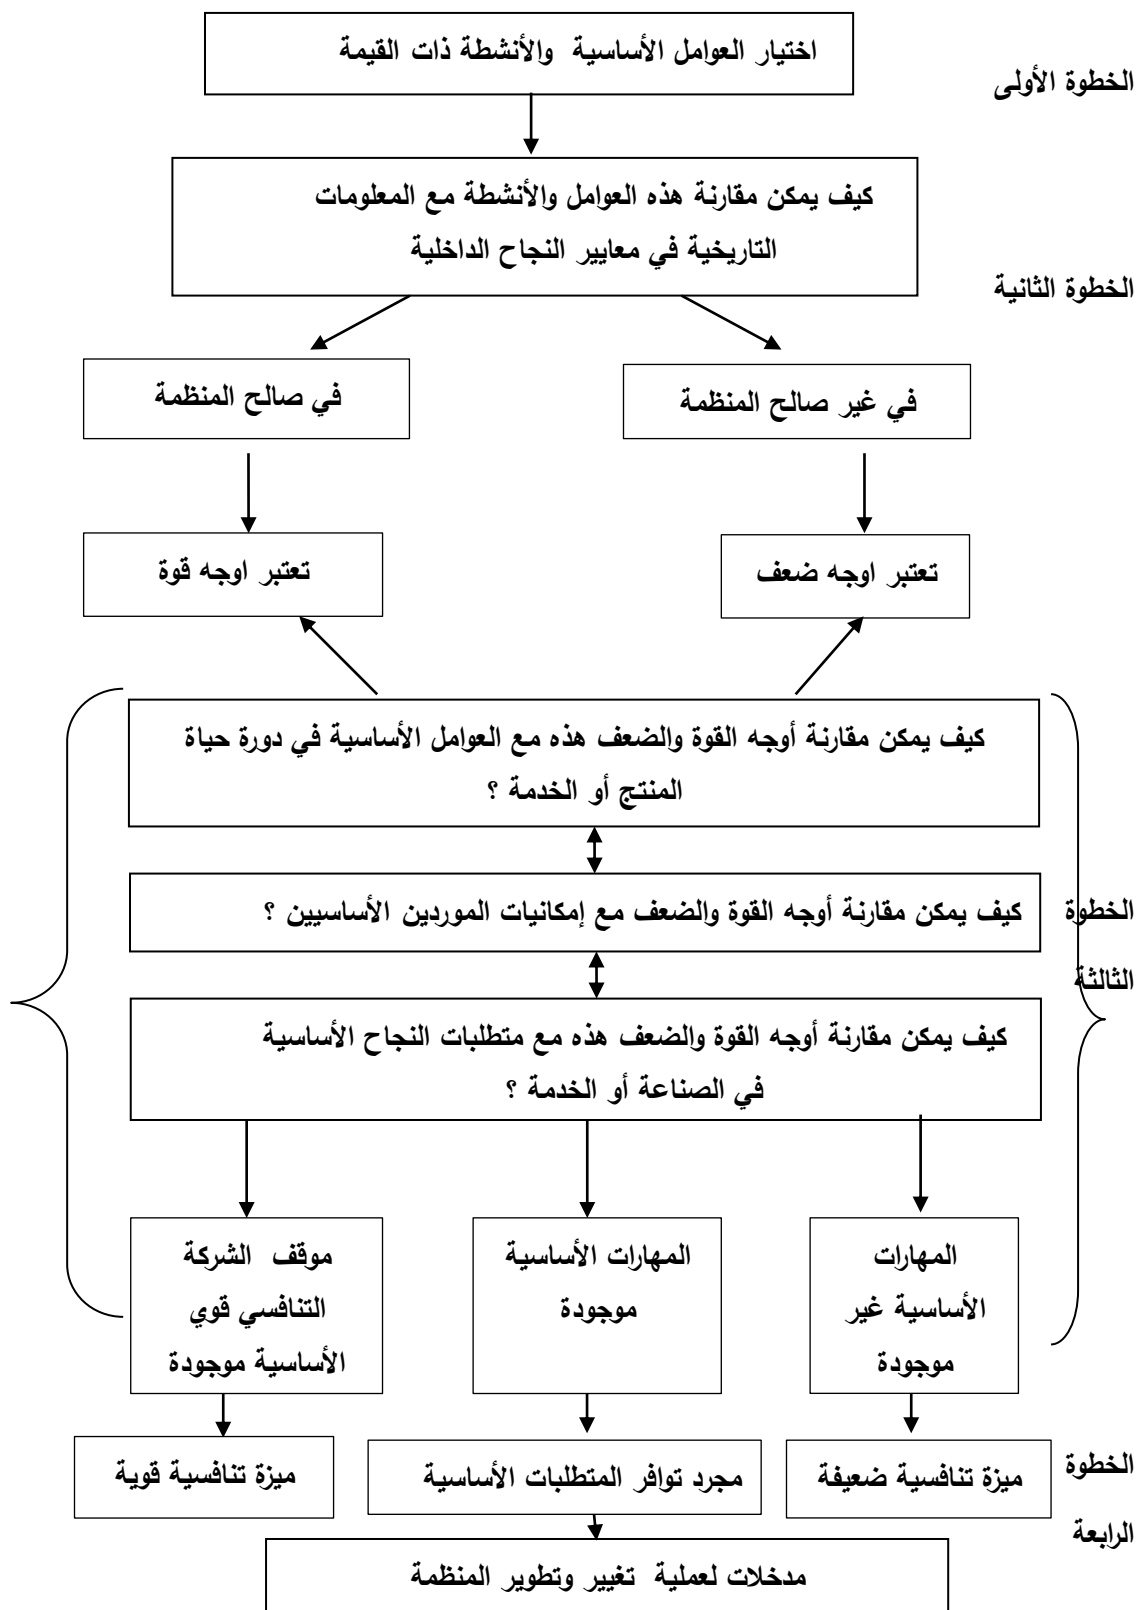 اختيار العوامل الأساسية والأنشطة ذات القيمة
الخطوة الأولى
كيف يمكن مقارنة هذه العوامل والأنشطة مع المعلومات
التاريخية في معايير النجاح الداخلية
الخطوة الثانية
في غير صالح المنظمة
في صالح المنظمة
تعتبر اوجه ضعف
تعتبر اوجه قوة
كيف يمكن مقارنة أوجه القوة والضعف هذه مع العوامل الأساسية في دورة حياة
المنتج أو الخدمة ؟
الخطوة
الثالثة
كيف يمكن مقارنة أوجه القوة والضعف مع إمكانيات الموردين الأساسيين ؟
كيف يمكن مقارنة أوجه القوة والضعف هذه مع متطلبات النجاح الأساسية
في الصناعة أو الخدمة ؟
المهارات
الأساسية غير
موجودة
المهارات الأساسية
موجودة
موقف الشركة
التنافسي قوي
الأساسية موجودة
الخطوة
الرابعة
ميزة تنافسية ضعيفة
مجرد توافر المتطلبات الأساسية
ميزة تنافسية قوية
مدخلات لعملية تغيير وتطوير المنظمة